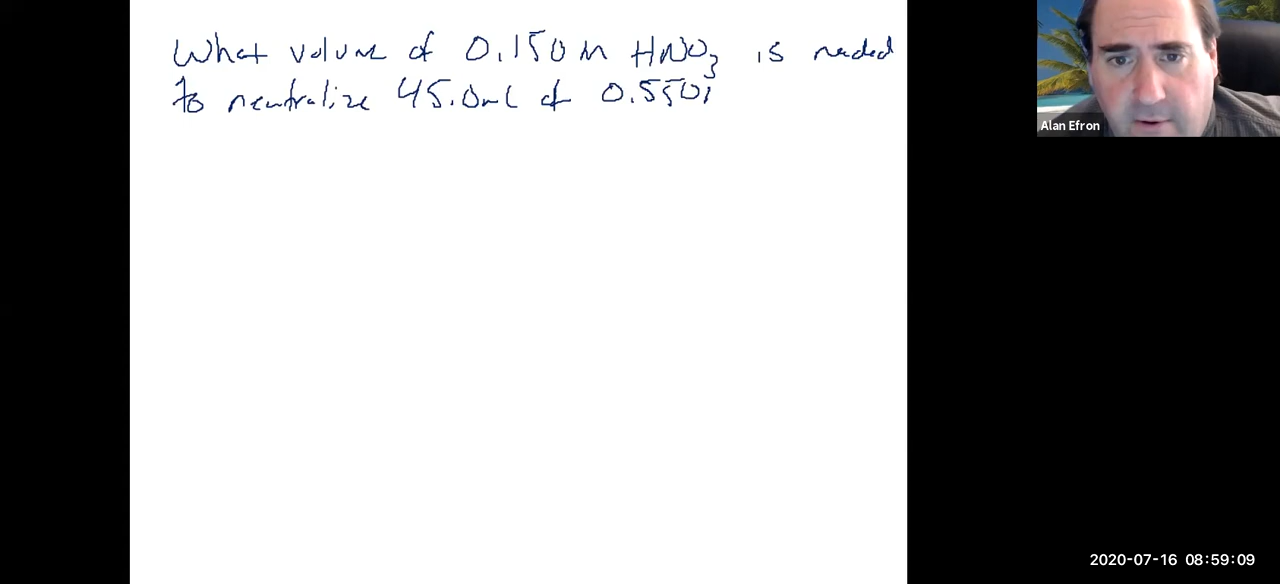 What volume of 0.150 M HNO3 is needed
to neutralize 45.0mL of 0.550
Alan Efron
2020-07-16 08:59:09